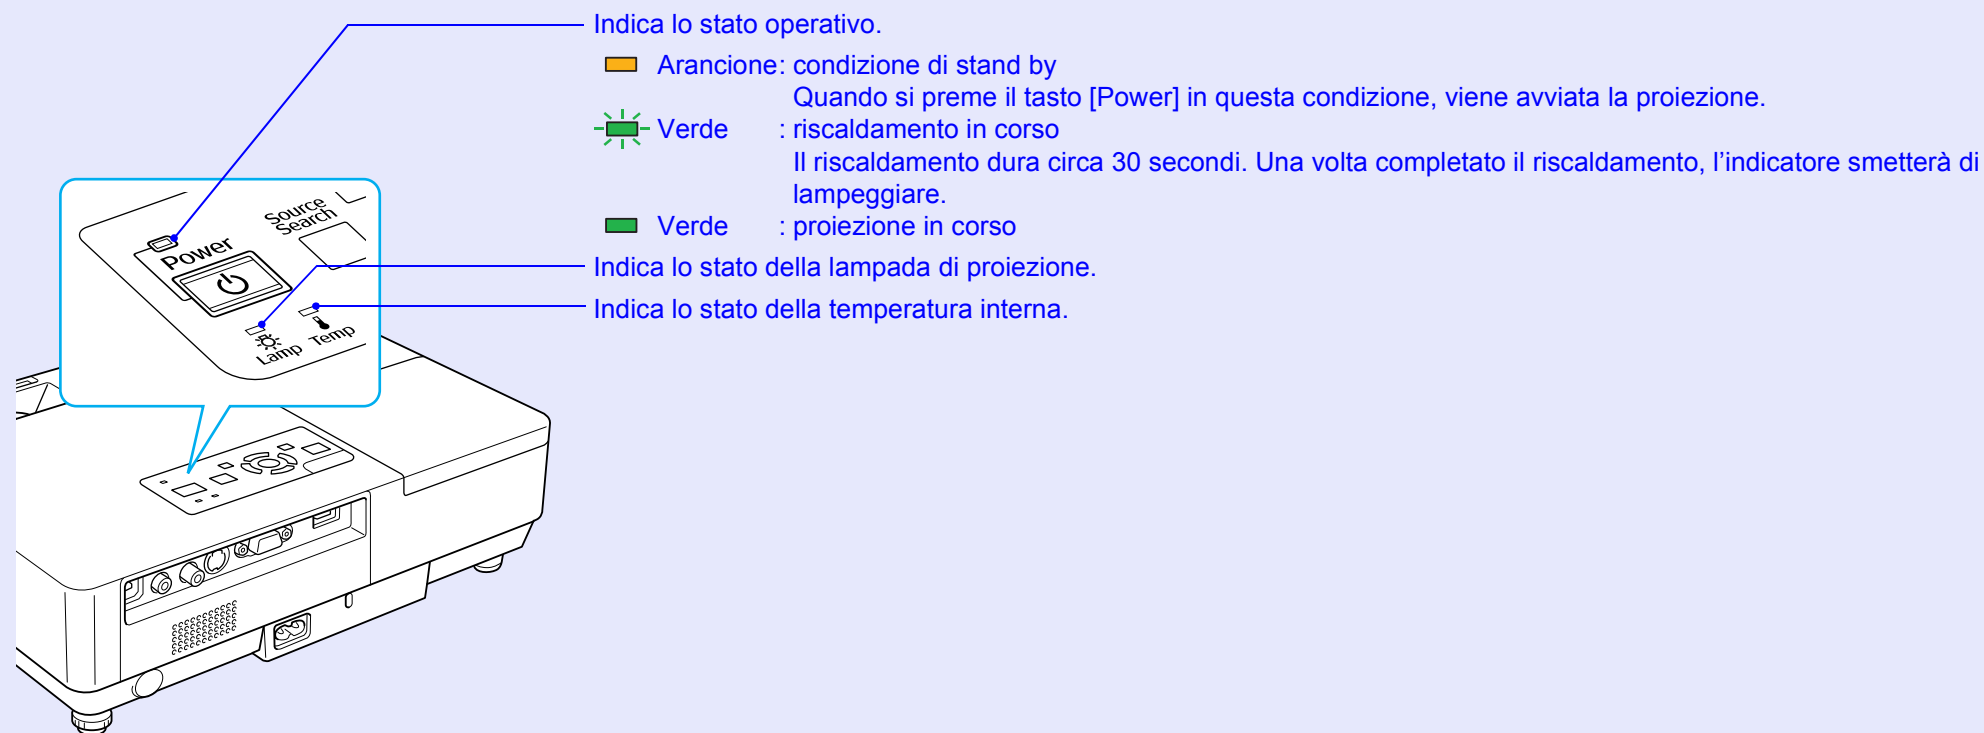 Indica lo stato operativo.
Arancione: condizione di stand by
Quando si preme il tasto [Power] in questa condizione, viene avviata la proiezione.
Verde : riscaldamento in corso
Il riscaldamento dura circa 30 secondi. Una volta completato il riscaldamento, l’indicatore smetterà di
lampeggiare.
Verde : proiezione in corso
Indica lo stato della lampada di proiezione.
Indica lo stato della temperatura interna.
Source
Search
Power
Lamp Temp